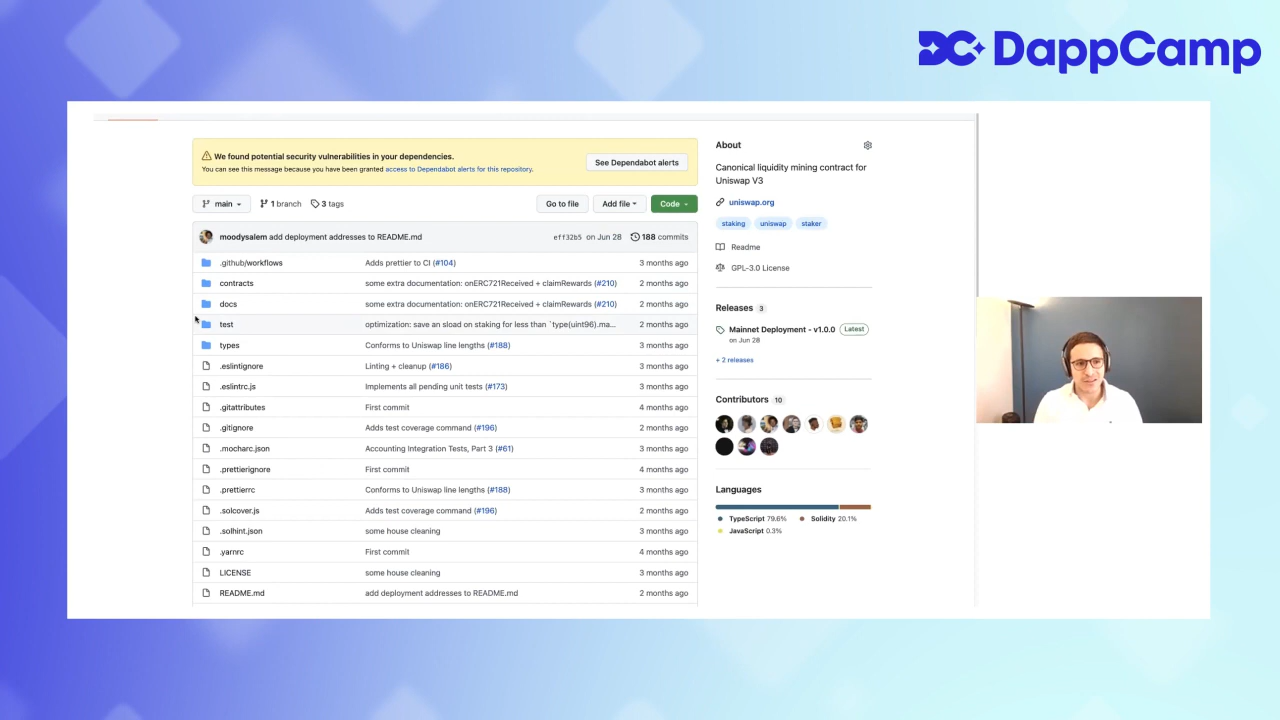 DappCamp
We found potential security vulnerabilities in your dependencies.
You can see this message because you have been granted access to Dependabot alerts for this repository.
See Dependabot alerts
main
1 branch
3 tags
Go to file
Add file
Code
moodysalem add deployment addresses to README.md
eff32b5 on Jun 28
188 commits
.github/workflows Adds prettier to CI (#104) 3 months ago
contracts some extra documentation: onERC721Received + claimRewards (#210) 2 months ago
docs some extra documentation: onERC721Received + claimRewards (#210) 2 months ago
test optimization: save an sload on staking for less than `type(uint96).ma... 2 months ago
types Conforms to Uniswap line lengths (#188) 3 months ago
.eslintignore Linting + cleanup (#186) 3 months ago
.eslintrc.js Implements all pending unit tests (#173) 3 months ago
.gitattributes First commit 4 months ago
.gitignore Adds test coverage command (#196) 2 months ago
.mocharc.json Accounting Integration Tests, Part 3 (#61) 3 months ago
.prettierignore First commit 4 months ago
.prettierrc Conforms to Uniswap line lengths (#188) 3 months ago
.solcover.js Adds test coverage command (#196) 2 months ago
.solhint.json some house cleaning 3 months ago
.yarnrc First commit 4 months ago
LICENSE some house cleaning 3 months ago
README.md add deployment addresses to README.md 2 months ago
About
Canonical liquidity mining contract for
Uniswap V3
uniswap.org
staking uniswap staker
Readme
GPL-3.0 License
Releases 3
Mainnet Deployment - v1.0.0 Latest
on Jun 28
+ 2 releases
Contributors 10
Languages
TypeScript 79.6% Solidity 20.1%
JavaScript 0.3%